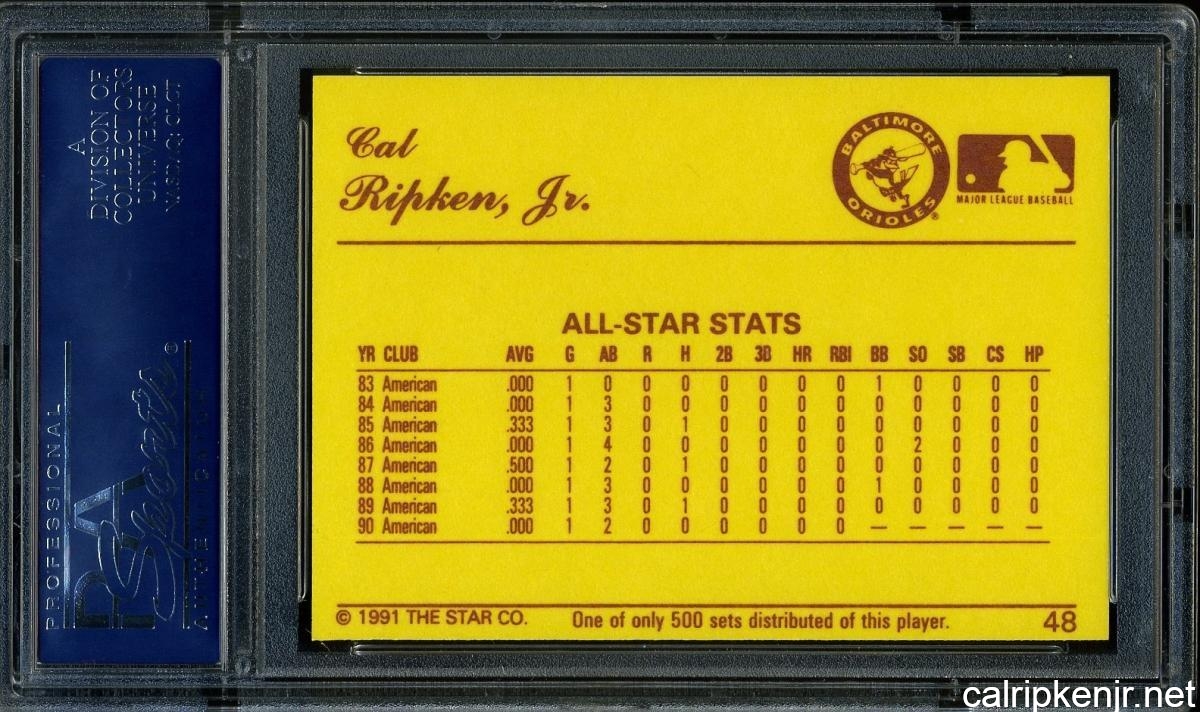 A
DIVISION OF
COLLECTORS
UNIVERSE
NASDAQ: CLCT
PROFESSIONAL
PSA
Sports®
AUTHENTICATOR
Cal
Ripken, Jr.
BALTIMORE
ORIOLES®
MAJOR LEAGUE BASEBALL
ALL-STAR STATS
YR CLUB AVG G AB R H 2B 3B HR RBI BB SO SB CS HP
83 American .000 1 0 0 0 0 0 0 0 1 0 0 0 0
84 American .000 1 3 0 0 0 0 0 0 0 0 0 0 0
85 American .333 1 3 0 1 0 0 0 0 0 0 0 0 0
86 American .000 1 4 0 0 0 0 0 0 0 2 0 0 0
87 American .500 1 2 0 1 0 0 0 0 0 0 0 0 0
88 American .000 1 3 0 0 0 0 0 0 1 0 0 0 0
89 American .333 1 3 0 1 0 0 0 0 0 0 0 0 0
90 American .000 1 2 0 0 0 0 0 0 — — — — —
© 1991 THE STAR CO. One of only 500 sets distributed of this player. 48
calripkenjr.net